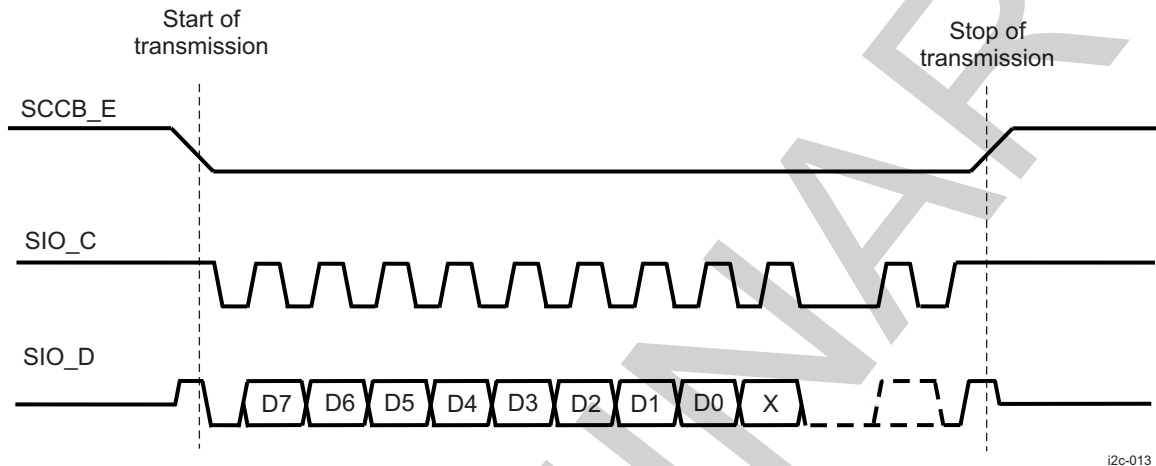 Start of
transmission
Stop of
transmission
SCCB_E
SIO_C
SIO_D
D7 D6 D5 D4 D3 D2 D1 D0 X
i2c-013